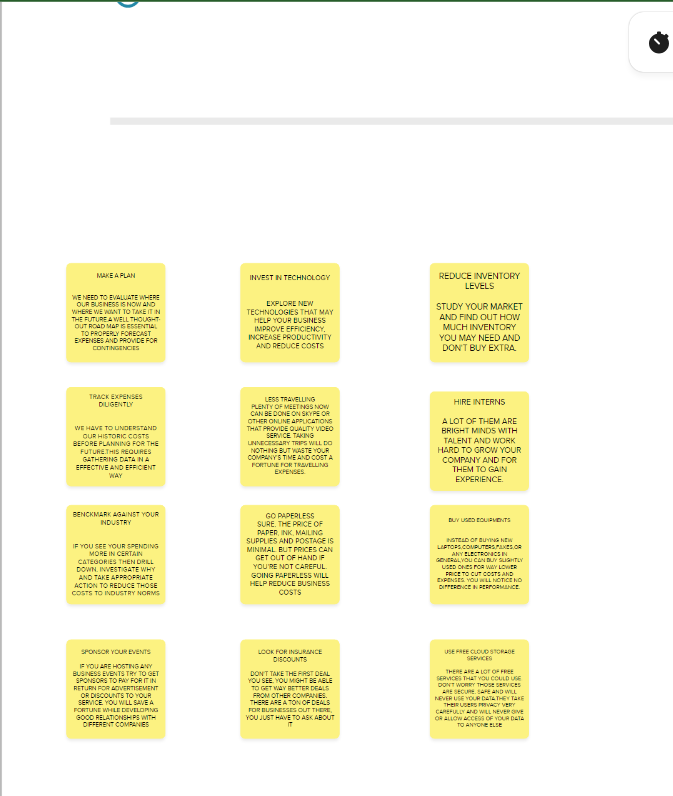 MAKE A PLAN
WE NEED TO EVALUATE WHERE
OUR BUSINESS IS NOW AND
WHERE WE WANT TO TAKE IT IN
THE FUTURE.A WELL THOUGHT-
OUT ROAD MAP IS ESSENTIAL
TO PROPERLY FORECAST
EXPENSES AND PROVIDE FOR
CONTINGENCIES
INVEST IN TECHNOLOGY
EXPLORE NEW
TECHNOLOGIES THAT MAY
HELP YOUR BUSINESS
IMPROVE EFFICIENCY,
INCREASE PRODUCTIVITY
AND REDUCE COSTS
REDUCE INVENTORY
LEVELS
STUDY YOUR MARKET
AND FIND OUT HOW
MUCH INVENTORY
YOU MAY NEED AND
DON'T BUY EXTRA.
TRACK EXPENSES
DILIGENTLY
WE HAVE TO UNDERSTAND
OUR HISTORIC COSTS
BEFORE PLANNING FOR THE
FUTURE.THIS REQUIRES
GATHERING DATA IN A
EFFECTIVE AND EFFICIENT
WAY
LESS TRAVELLING
PLENTY OF MEETINGS NOW
CAN BE DONE ON SKYPE OR
OTHER ONLINE APPLICATIONS
THAT PROVIDE QUALITY VIDEO
SERVICE. TAKING
UNNECESSARY TRIPS WILL DO
NOTHING BUT WASTE YOUR
COMPANY'S TIME AND COST A
FORTUNE FOR TRAVELLING
EXPENSES.
HIRE INTERNS
A LOT OF THEM ARE
BRIGHT MINDS WITH
TALENT AND WORK
HARD TO GROW YOUR
COMPANY AND FOR
THEM TO GAIN
EXPERIENCE.
BENCKMARK AGAINST YOUR
INDUSTRY
IF YOU SEE YOUR SPENDING
MORE IN CERTAIN
CATEGORIES THEN DRILL
DOWN. INVESTIGATE WHY
AND TAKE APPROPRIATE
ACTION TO REDUCE THOSE
COSTS TO INDUSTRY NORMS
GO PAPERLESS
SURE. THE PRICE OF
PAPER, INK, MAILING
SUPPLIES AND POSTAGE IS
MINIMAL. BUT PRICES CAN
GET OUT OF HAND IF
YOU'RE NOT CAREFUL.
GOING PAPERLESS WILL
HELP REDUCE BUSINESS
COSTS
BUY USED EQUIPMENTS
INSTEAD OF BUYING NEW
LAPTOPS,COMPUTERS,FAXES,OR
ANY ELECTRONICS IN
GENERAL,YOU CAN BUY SLIGHTLY
USED ONES FOR WAY LOWER
PRICE TO CUT COSTS AND
EXPENSES. YOU WILL NOTICE NO
DIFFERENCE IN PERFORMANCE.
SPONSOR YOUR EVENTS
IF YOU ARE HOSTING ANY
BUSINESS EVENTS TRY TO GET
SPONSORS TO PAY FOR IT IN
RETURN FOR ADVERTISEMENT
OR DISCOUNTS TO YOUR
SERVICE. YOU WILL SAVE A
FORTUNE WHILE DEVELOPING
GOOD RELATIONSHIPS WITH
DIFFERENT COMPANIES
LOOK FOR INSURANCE
DISCOUNTS
DON'T TAKE THE FIRST DEAL
YOU SEE, YOU MIGHT BE ABLE
TO GET WAY BETTER DEALS
FROM OTHER COMPANIES.
THERE ARE A TON OF DEALS
FOR BUSINESSES OUT THERE,
YOU JUST HAVE TO ASK ABOUT
IT
USE FREE CLOUD STORAGE
SERVICES
THERE ARE A LOT OF FREE
SERVICES THAT YOU COULD USE
DON'T WORRY THOSE SERVICES
ARE SECURE, SAFE AND WILL
NEVER USE YOUR DATA.THEY TAKE
THEIR USERS PRIVACY VERY
CAREFULLY AND WILL NEVER GIVE
OR ALLOW ACCESS OF YOUR DATA
TO ANYONE ELSE